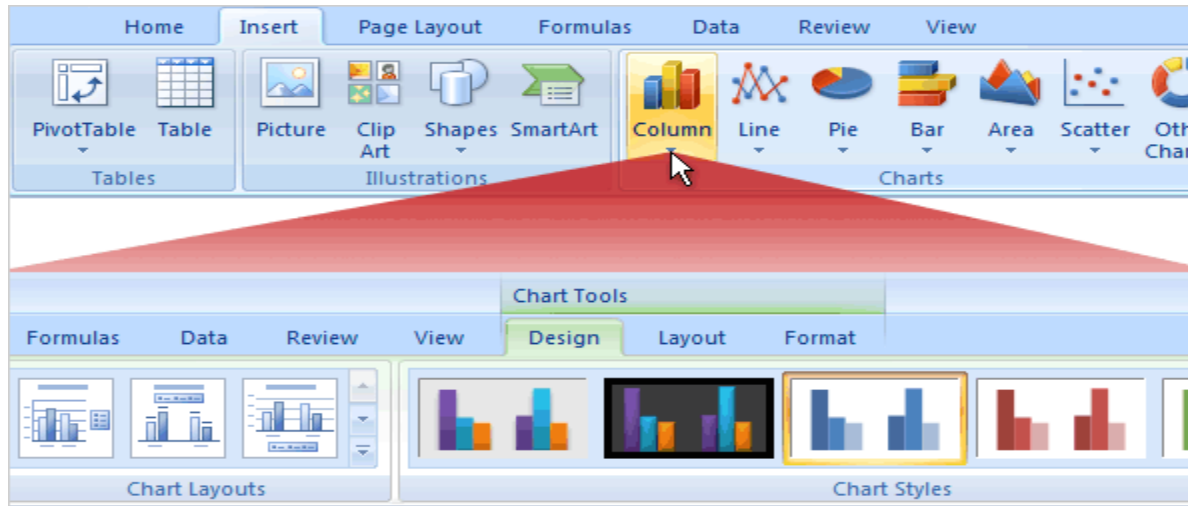 Home Insert Page Layout Formulas Data Review View
PivotTable Table Picture Clip Art Shapes SmartArt Column Line Pie Bar Area Scatter
Tables Illustrations Charts
Chart Tools
Formulas Data Review View Design Layout Format
Chart Layouts Chart Styles